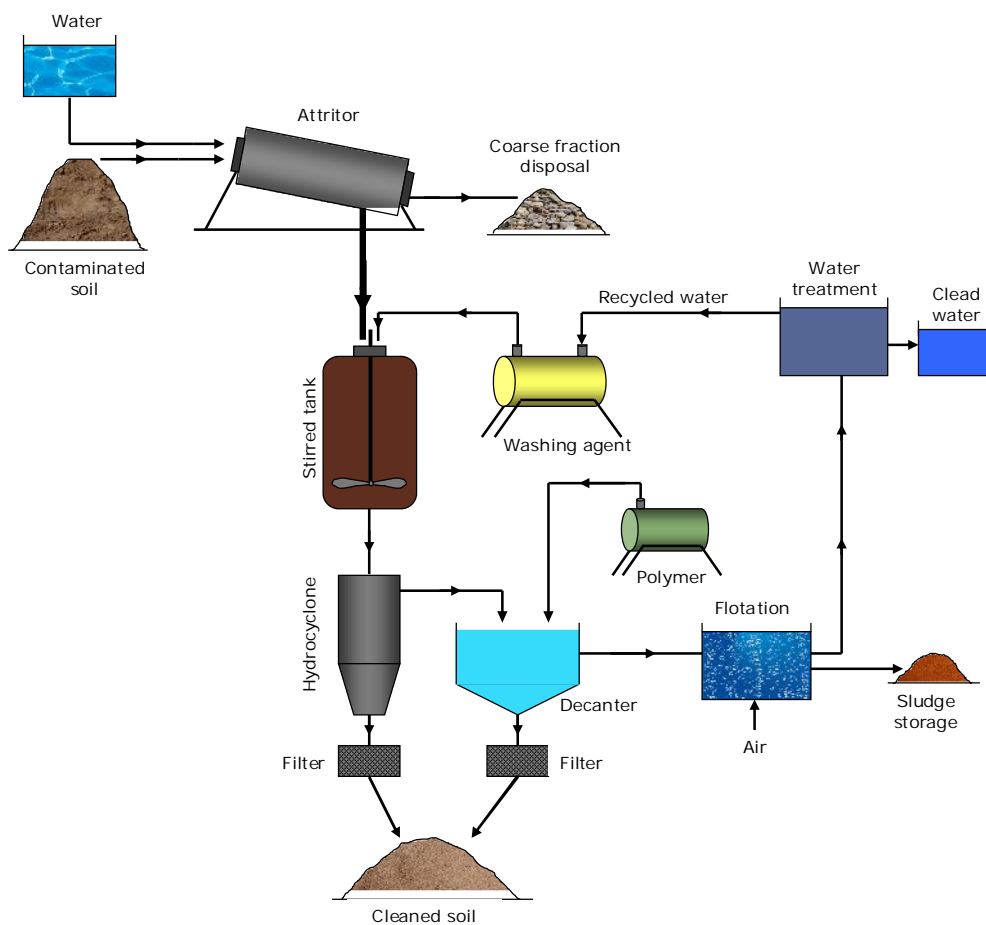 Water
Attritor
Coarse fraction
disposal
Contaminated
soil
Water
treatment
Recycled water
Clead
water
Stirred tank
Washing agent
Polymer
Hydrocyclone
Flotation
Decanter
Sludge
storage
Air
Filter
Filter
Cleaned soil